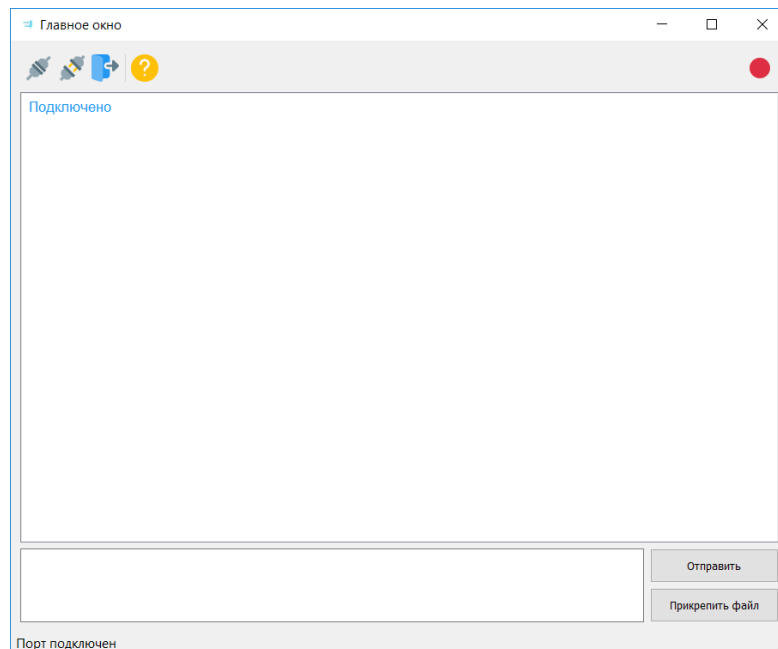 Главное окно
?
Подключено
Отправить
Прикрепить файл
Порт подключен